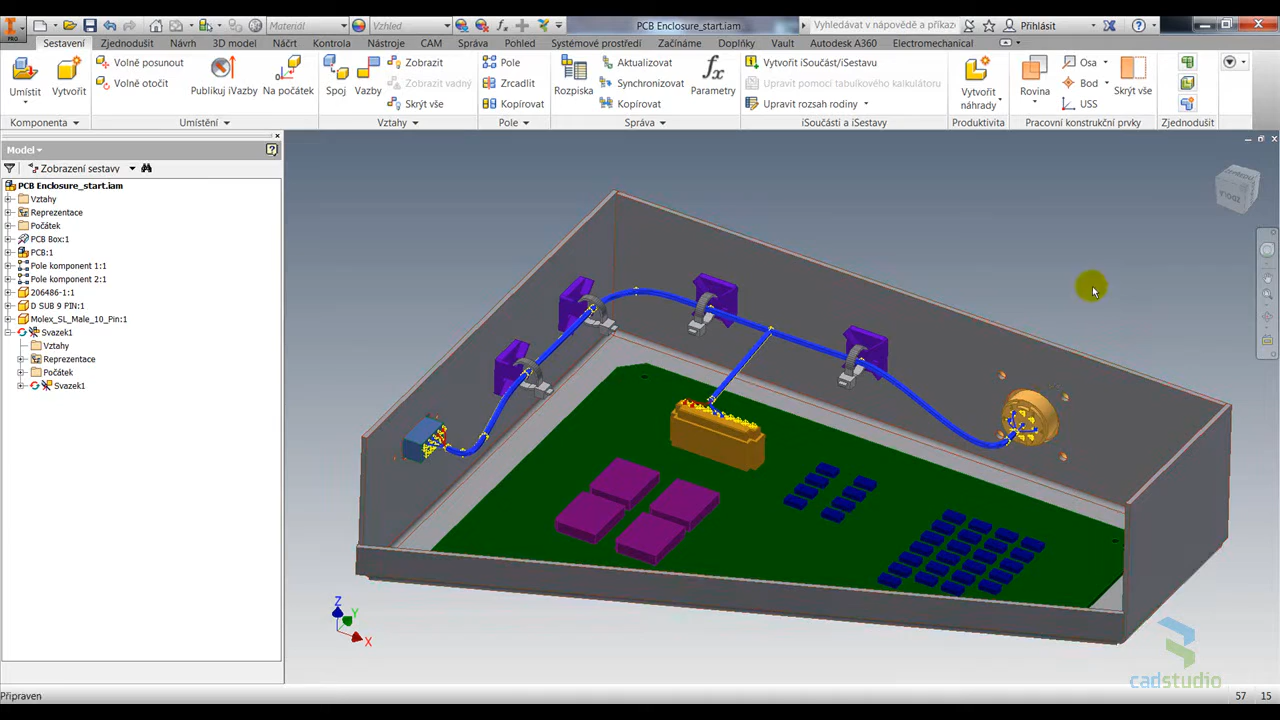 PRO
Materiál
Vzhled
PCB Enclosure_start.iam
Vyhledávat v nápovědě a příkaz
Přihlásit
Sestavení Zjednodušit Návrh 3D model Načrt Kontrola Nástroje CAM Správa Pohled Systémové prostředí Začínáme Doplňky Vault Autodesk A360 Electromechanical
Volné posunout Zobrazit Pole Aktualizovat Vytořit iSoučást/iSestavu Osa
Volné otočit Zobrazit vadný Zrcadlit Synchronizovat Upravit pomocí tabulkového kalkulátoru Bod
Umístit Vytvořit Publikuj iVazby Na počátek Spoj Vazby Rozpiska Parametry Vytvořit Rovina Skrýt vše
Skrýt vše Kopírovat Kopírovat Upravit rozsah rodiny náhrady USS
Komponenta Umístění Vztahy Pole Správa iSoučásti a iSestavy Produktivita Pracovní konstrukční prvky Zjednodušit
Model
Zobrazení sestavy
PCB Enclosure_start.iam
Vztahy
Reprezentace
Počátek
PCB Box:1
PCB:1
Pole komponent 1:1
Pole komponent 2:1
206486-1:1
D SUB 9 PIN:1
Molex_SL_Male_10_Pin:1
Svazek1
Vztahy
Reprezentace
Počátek
Svazek1
Z
Y
X
cadstudio
Připraven
57 15